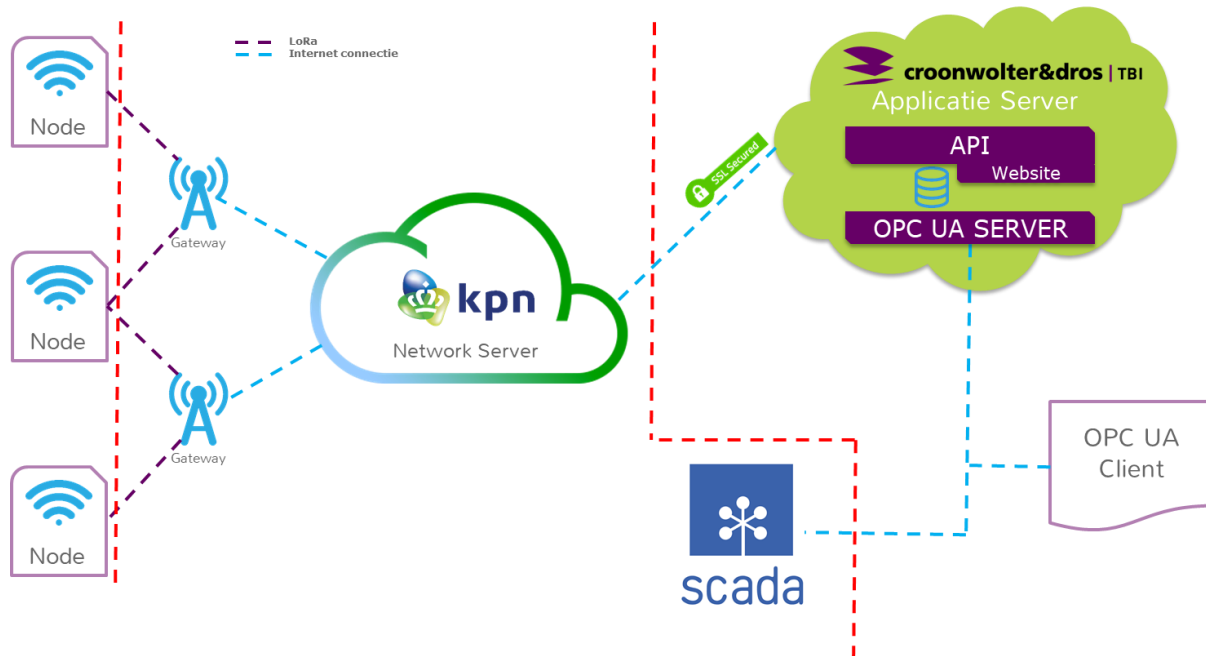 LoRa
Internet connectie
Node
Gateway
Node
Gateway
Node
kpn
Network Server
SSL Secured
croonwolter&dros | TBI
Applicatie Server
API
Website
OPC UA SERVER
OPC UA
Client
scada